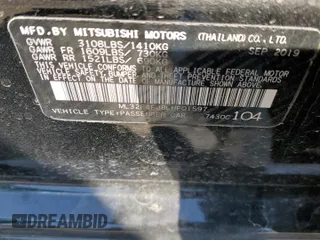 MFD.BY MITSUBISHI MOTORS (THAILAND) CO., LTD.
GVWR 3108LBS/1410KG SEP 2019
GAWR FR 1609LBS/730KG
GAWR RR 1521LBS/690KG
THIS VEHICLE CONFORMS TO ALL APPLICABLE
FEDERAL MOTOR VEHICLE SAFETY, BUMPER, AND
THEFT PREVENTION STANDARDS IN EFFECT ON THE
DATE OF MANUFACTURE SHOWN ABOVE.
VEHICLE TYPE:PASSENGER CAR 104
DREAMBID